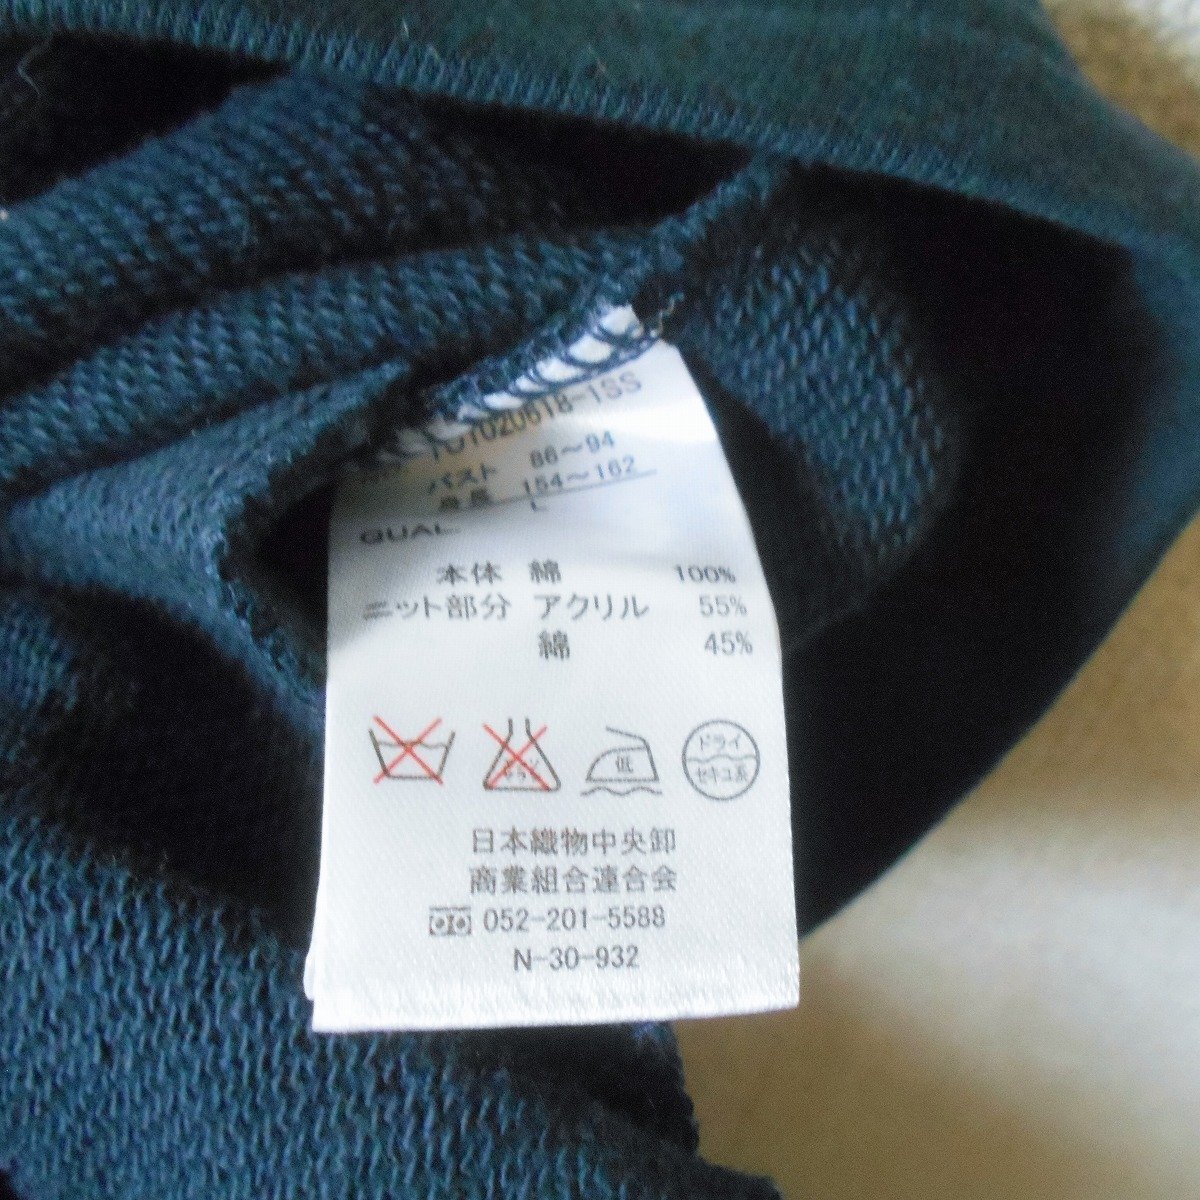 バスト 86～94
身長 154～162
L
QUAL.
本体 綿 100%
ニット部分 アクリル 55%
綿 45%
低
ドライ
セキユ系
日本織物中央卸
商業組合連合会
052-201-5588
N-30-932